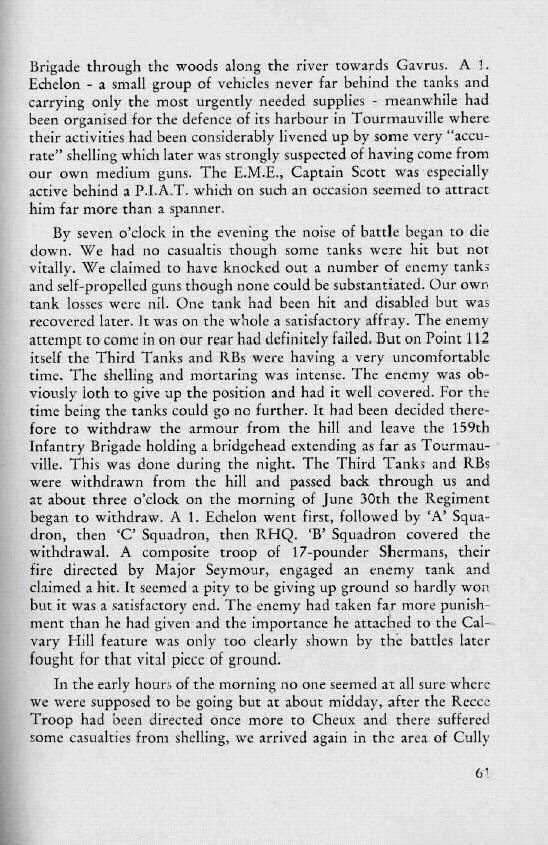 Brigade through the woods along the river towards Gavrus. A 1.
Echelon - a small group of vehicles never far behind the tanks and
carrying only the most urgently needed supplies - meanwhile had
been organised for the defence of its harbour in Tourmauville where
their activities had been considerably livened up by some very “accu-
rate” shelling which later was strongly suspected of having come from
our own medium guns. The E.M.E., Captain Scott was especially
active behind a P.I.A.T. which on such an occasion seemed to attract
him far more than a spanner.
By seven o’clock in the evening the noise of battle began to die
down. We had no casualtis though some tanks were hit but not
vitally. We claimed to have knocked out a number of enemy tanks
and self-propelled guns though none could be substantiated. Our own
tank losses were nil. One tank had been hit and disabled but was
recovered later. It was on the whole a satisfactory affray. The enemy
attempt to come in on our rear had definitely failed. But on Point 112
itself the Third Tanks and RBs were having a very uncomfortable
time. The shelling and mortaring was intense. The enemy was ob-
viously loth to give up the position and had it well covered. For the
time being the tanks could go no further. It had been decided there-
fore to withdraw the armour from the hill and leave the 159th
Infantry Brigade holding a bridgehead extending as far as Tourmau-
ville. This was done during the night. The Third Tanks and RBs
were withdrawn from the hill and passed back through us and
at about three o’clock on the morning of June 30th the Regiment
began to withdraw. A 1. Echelon went first, followed by ‘A’ Squa-
dron, then ‘C’ Squadron, then RHQ. ‘B’ Squadron covered the
withdrawal. A composite troop of 17-pounder Shermans, their
fire directed by Major Seymour, engaged an enemy tank and
claimed a hit. It seemed a pity to be giving up ground so hardly won
but it was a satisfactory end. The enemy had taken far more punish-
ment than he had given and the importance he attached to the Cal-
vary Hill feature was only too clearly shown by the battles later
fought for that vital piece of ground.
In the early hours of the morning no one seemed at all sure where
we were supposed to be going but at about midday, after the Recce
Troop had been directed once more to Cheux and there suffered
some casualties from shelling, we arrived again in the area of Cully
61